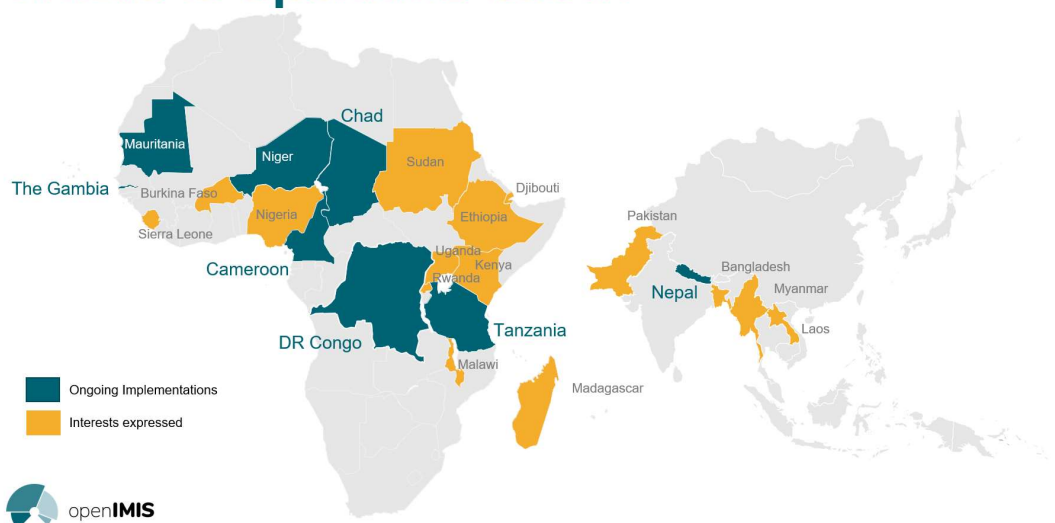 Chad
Mauritania
Niger
Sudan
The Gambia
Burkina Faso
Djibouti
Nigeria
Ethiopia
Pakistan
Sierra Leone
Uganda
Kenya
Cameroon
Rwanda
Bangladesh
Nepal
Myanmar
Tanzania
Laos
DR Congo
Malawi
Madagascar
Ongoing Implementations
Interests expressed
openIMIS